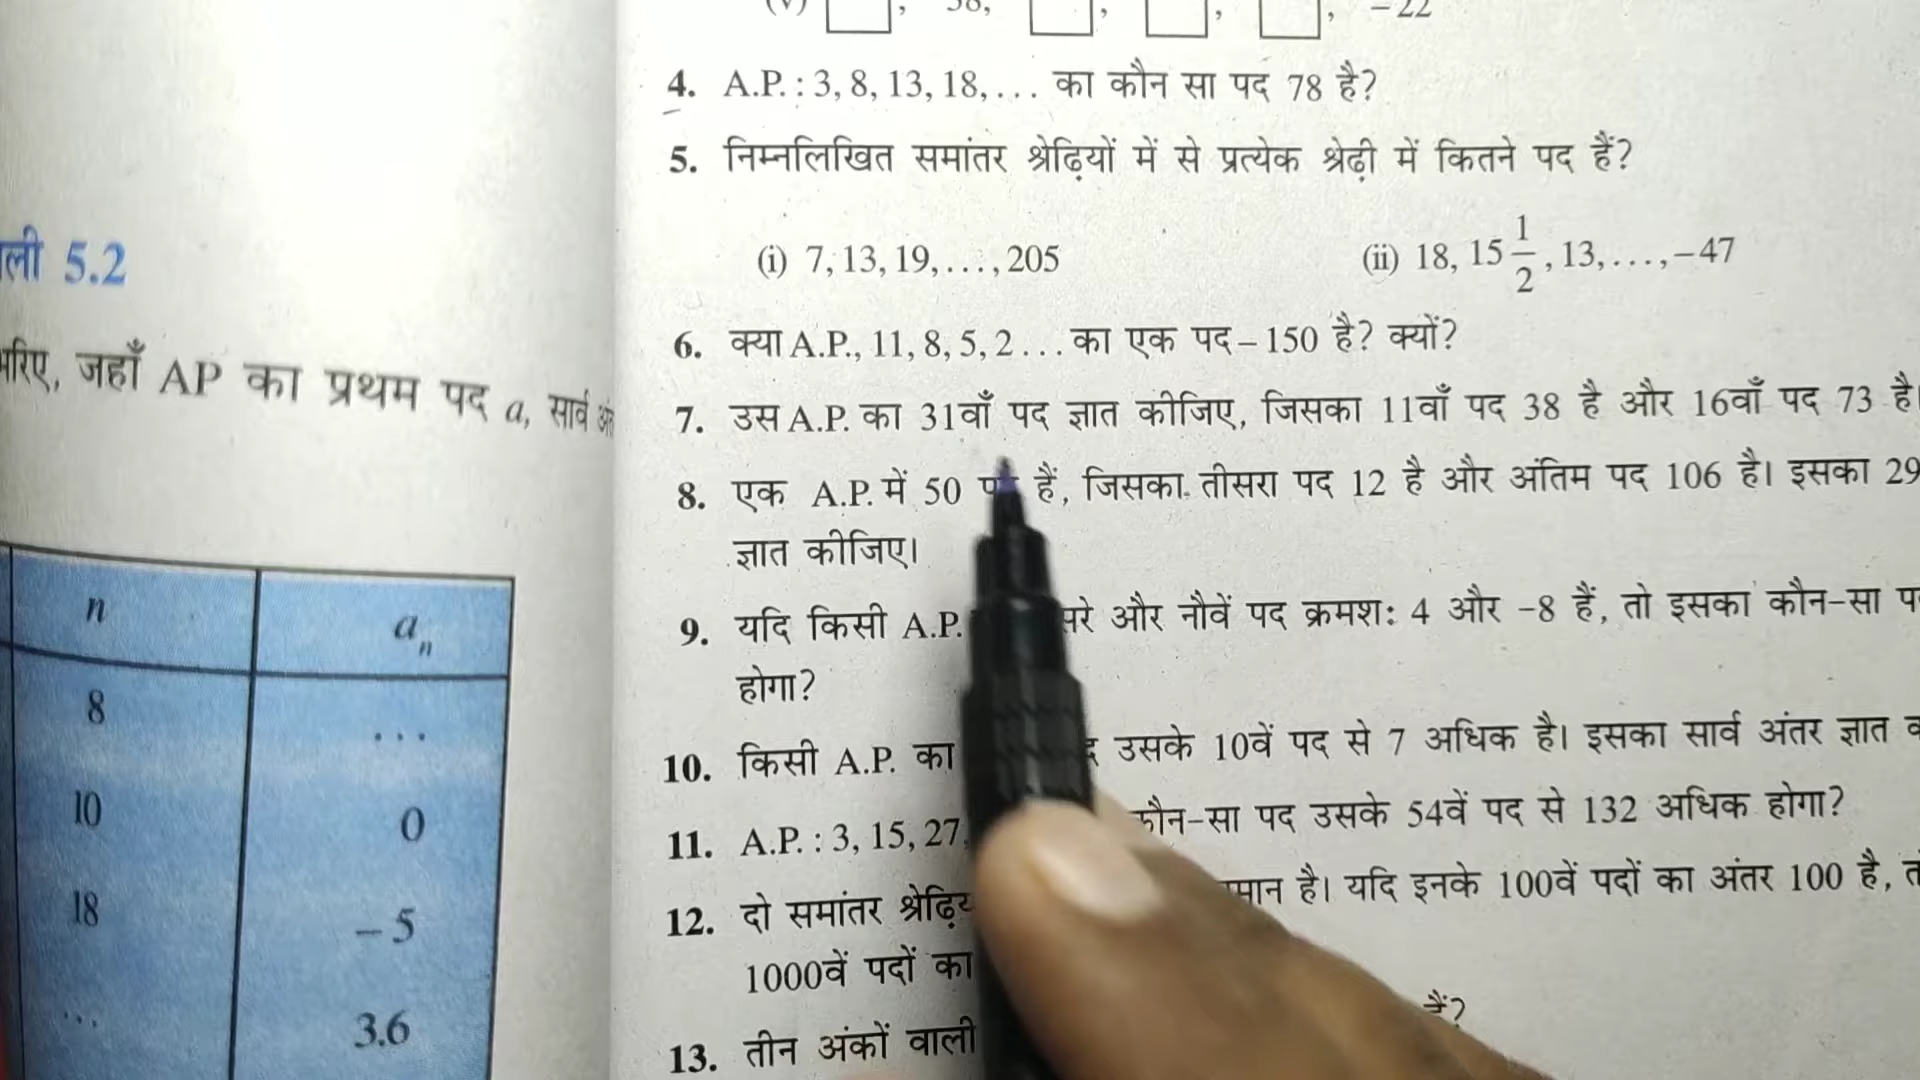 5.2
जहाँ AP का प्रथम पद a, सार्व
n an
8 ...
10 0
18 –5
... 3.6
–22
4. A.P. : 3, 8, 13, 18, . . . का कौन सा पद 78 है?
5. निम्नलिखित समांतर श्रेढ़ियों में से प्रत्येक श्रेढ़ी में कितने पद हैं?
(i) 7, 13, 19, . . . , 205 (ii) 18, 15 1/2, 13, . . . , –47
6. क्या A.P., 11, 8, 5, 2 . . . का एक पद – 150 है? क्यों?
7. उस A.P. का 31वाँ पद ज्ञात कीजिए, जिसका 11वाँ पद 38 है और 16वाँ पद 73 है।
8. एक A.P. में 50 हैं, जिसका तीसरा पद 12 है और अंतिम पद 106 है। इसका 29
ज्ञात कीजिए।
9. यदि किसी A.P. और नौवें पद क्रमशः 4 और –8 हैं, तो इसका कौन-सा
होगा?
10. किसी A.P. का उसके 10वें पद से 7 अधिक है। इसका सार्व अंतर ज्ञात
11. A.P. : 3, 15, 27, कौन-सा पद उसके 54वें पद से 132 अधिक होगा?
12. दो समांतर है। यदि इनके 100वें पदों का अंतर 100 है,
1000वें पदों का
13. तीन अंकों वाली हैं?